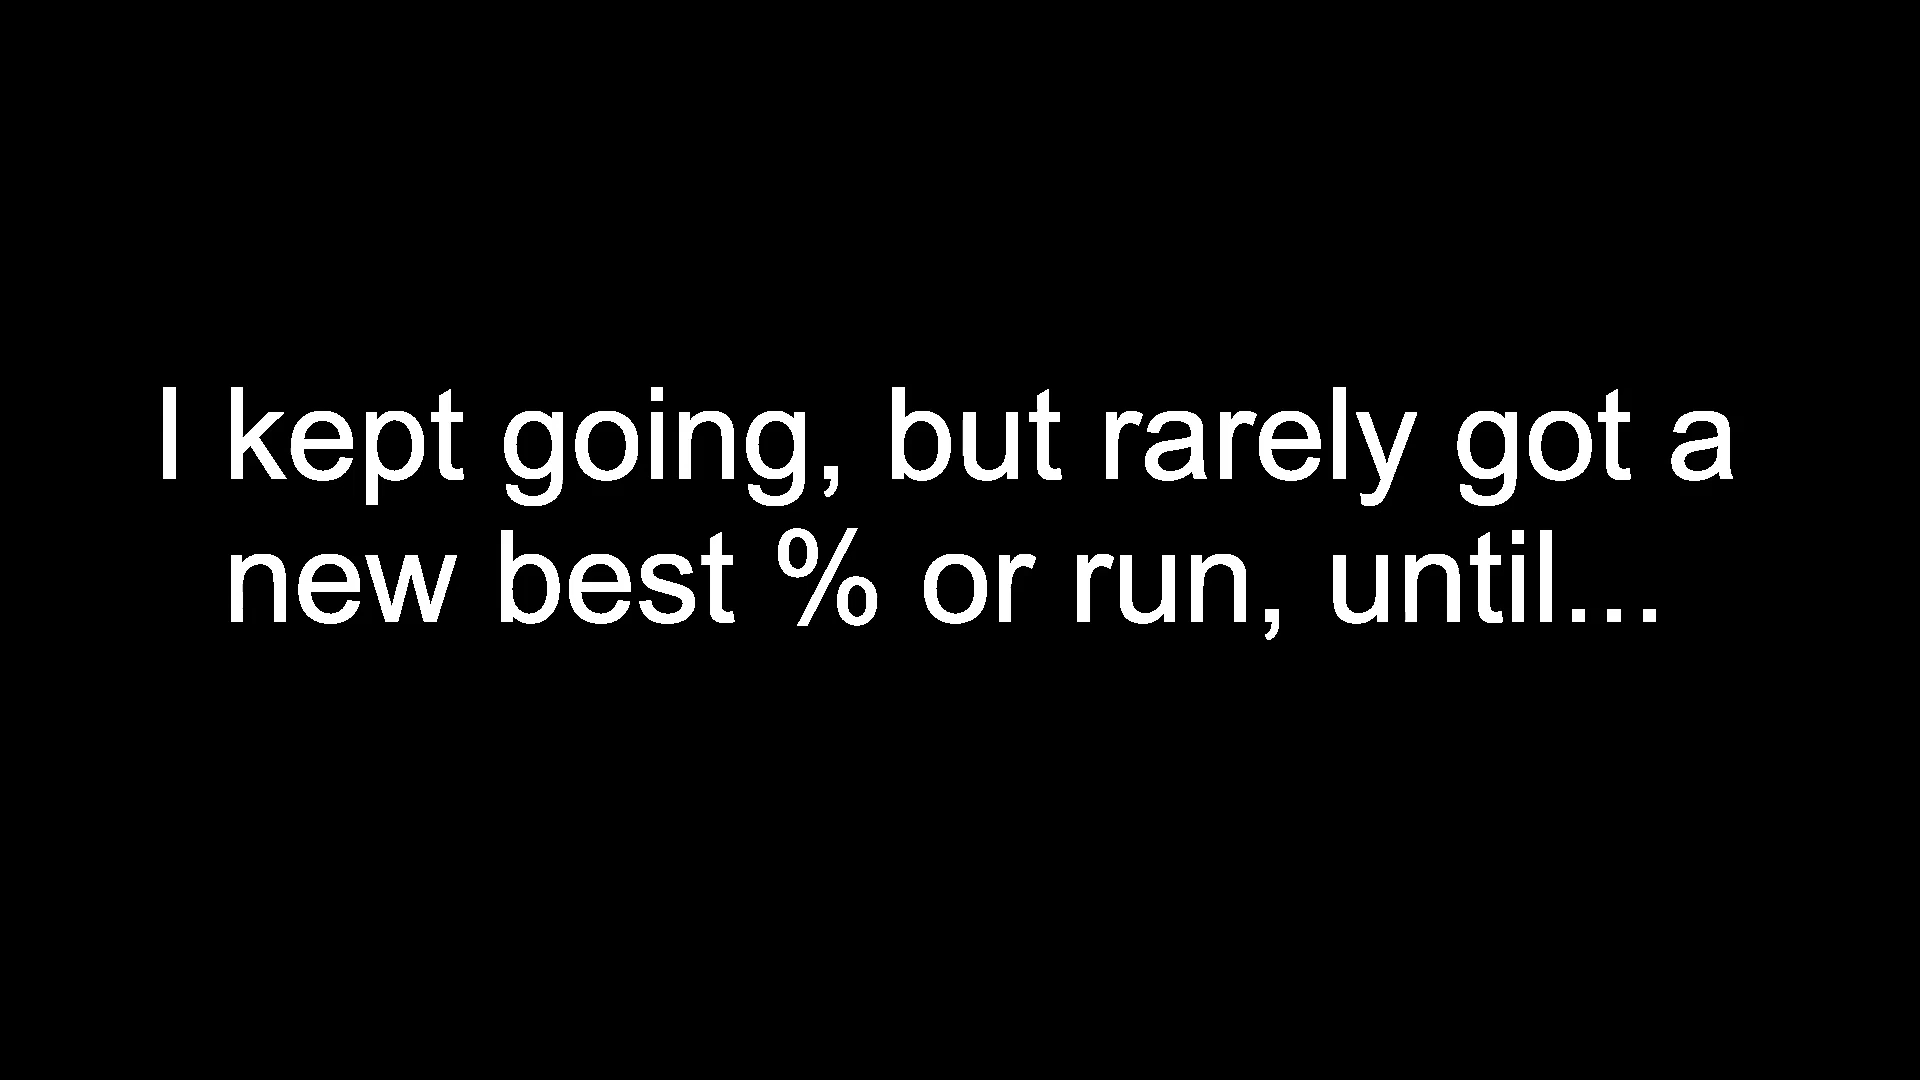 I kept going, but rarely got a
new best % or run, until...